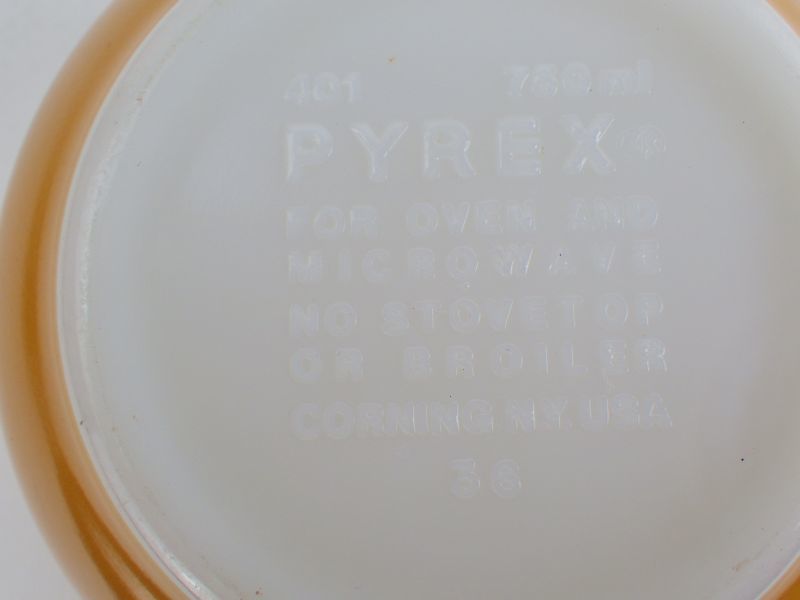 401 750 ml
PYREX ®
FOR OVEN AND
MICROWAVE
NO STOVETOP
OR BROILER
CORNING N.Y. USA
36